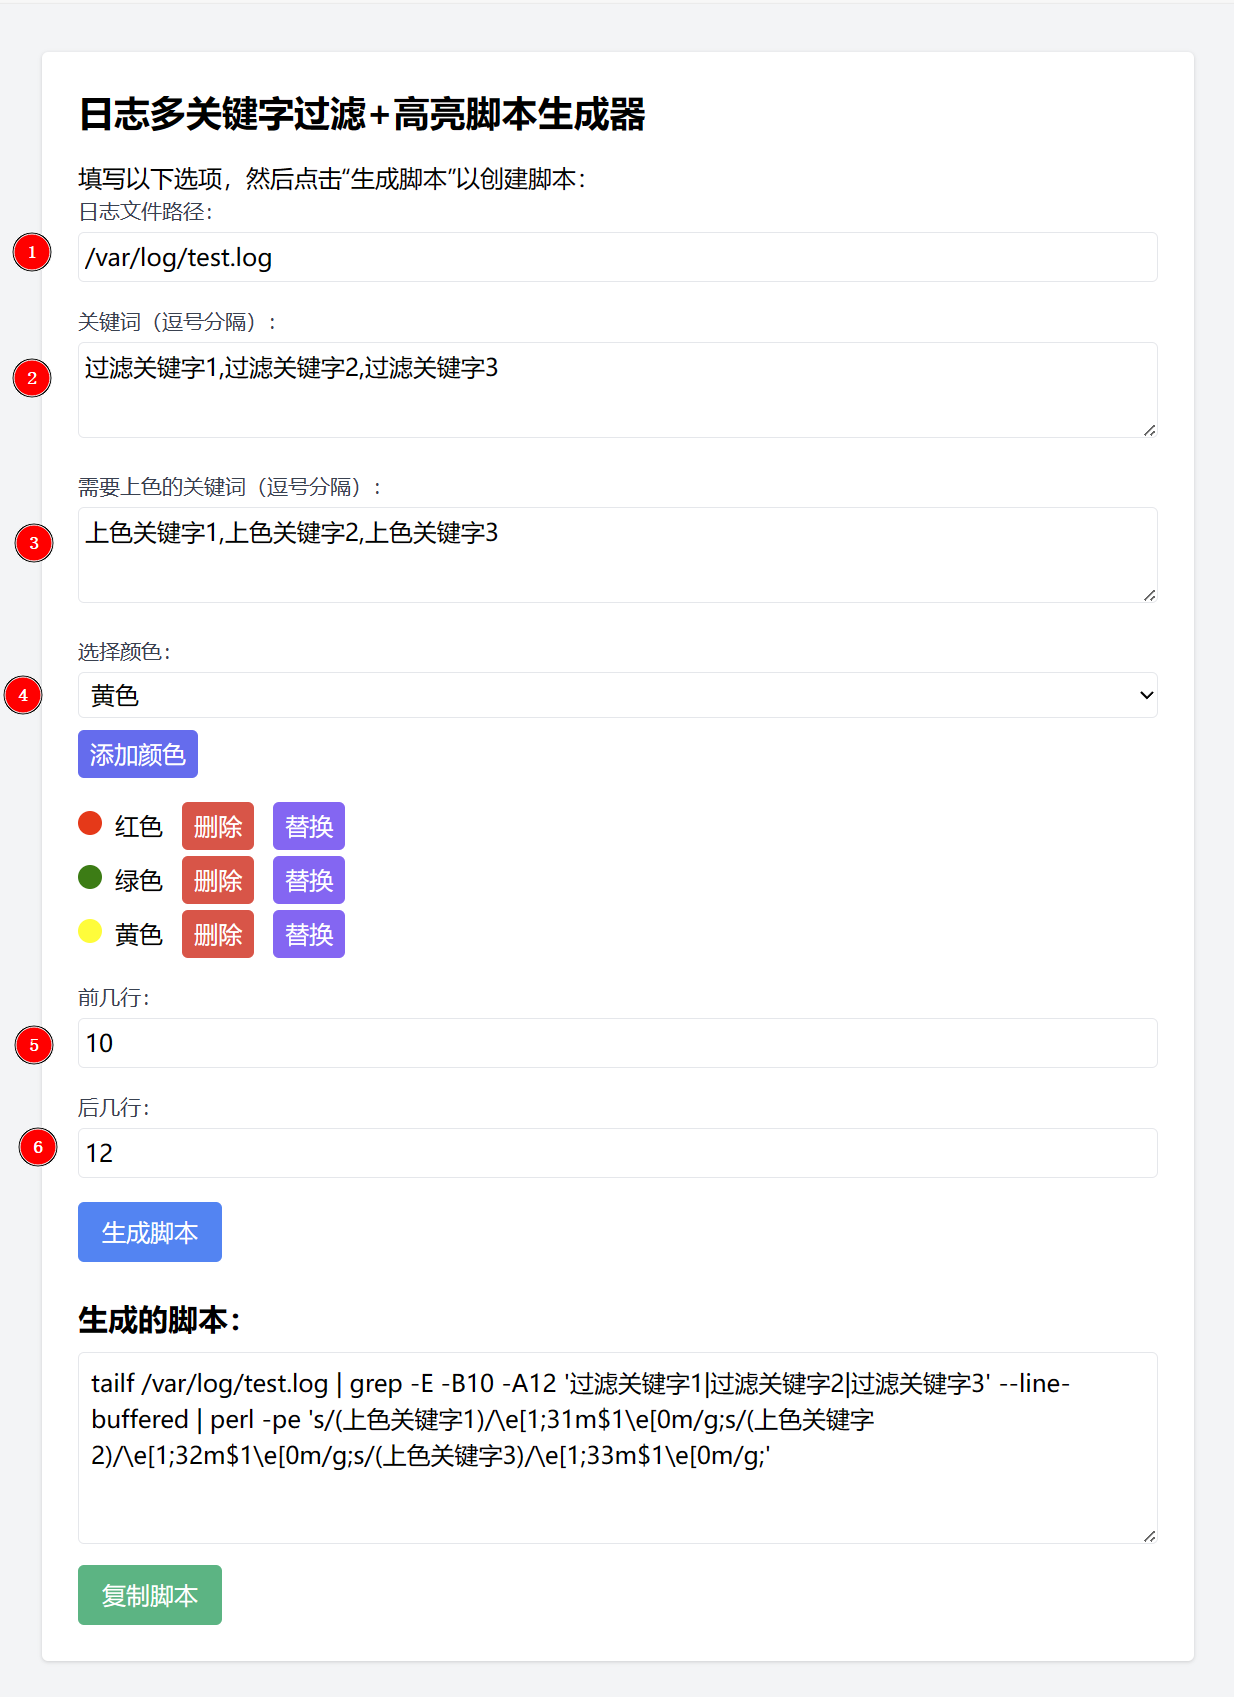 日志多关键字过滤+高亮脚本生成器
填写以下选项，然后点击“生成脚本”以创建脚本：
日志文件路径：
1
/var/log/test.log
关键词（逗号分隔）：
2
过滤关键字1,过滤关键字2,过滤关键字3
需要上色的关键词（逗号分隔）：
3
上色关键字1,上色关键字2,上色关键字3
选择颜色：
4
黄色
添加颜色
红色 删除 替换
绿色 删除 替换
黄色 删除 替换
前几行：
5
10
后几行：
6
12
生成脚本
生成的脚本：
tailf /var/log/test.log | grep -E -B10 -A12 '过滤关键字1|过滤关键字2|过滤关键字3' --line-
buffered | perl -pe 's/(上色关键字1)/\e[1;31m$1\e[0m/g;s/(上色关键字
2)/\e[1;32m$1\e[0m/g;s/(上色关键字3)/\e[1;33m$1\e[0m/g;'
复制脚本